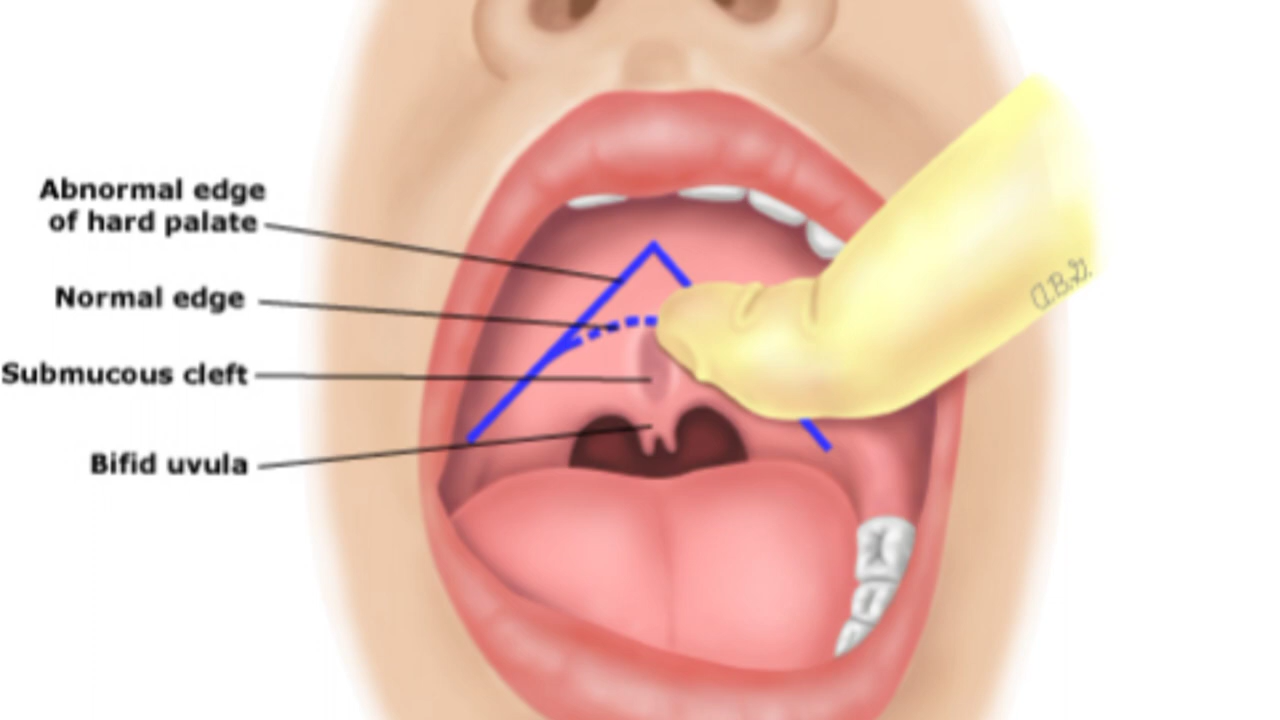 Abnormal edge
of hard palate
Normal edge
Submucous cleft
Bifid uvula